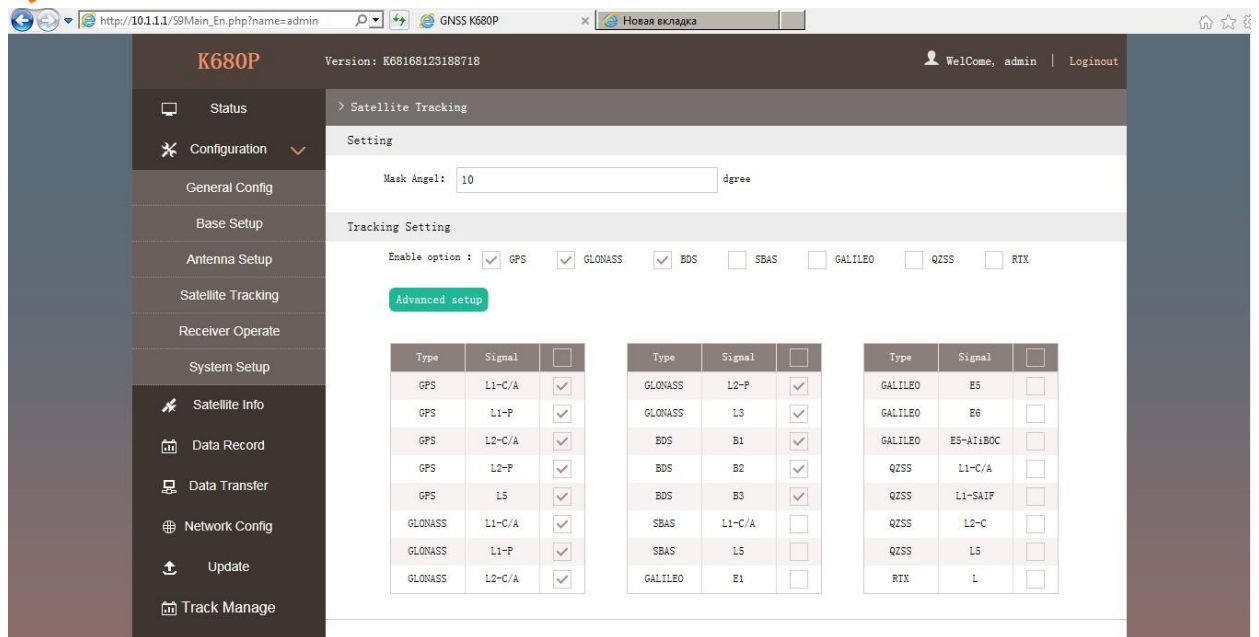 http://10.1.1.1/S9Main_En.php?name=admin GNSS K680P Новая вкладка
K680P Version: K68168123188718 WelCome, admin | Loginout
Status
Configuration
General Config
Base Setup
Antenna Setup
Satellite Tracking
Receiver Operate
System Setup
Satellite Info
Data Record
Data Transfer
Network Config
Update
Track Manage
> Satellite Tracking
Setting
Mask Angel: 10 dgree
Tracking Setting
Enable option : GPS GLONASS BDS SBAS GALILEO QZSS RTX
Advanced setup
Type Signal
GPS L1-C/A
GPS L1-P
GPS L2-C/A
GPS L2-P
GPS L5
GLONASS L1-C/A
GLONASS L1-P
GLONASS L2-C/A
Type Signal
GLONASS L2-P
GLONASS L3
BDS B1
BDS B2
BDS B3
SBAS L1-C/A
SBAS L5
GALILEO E1
Type Signal
GALILEO E5
GALILEO E6
GALILEO E5-AIiBOC
QZSS L1-C/A
QZSS L1-SAIF
QZSS L2-C
QZSS L5
RTX L